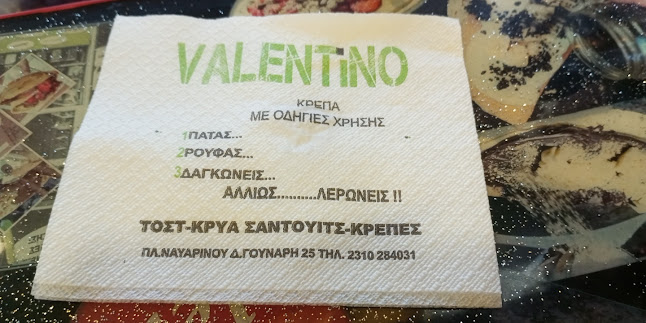 VALENTiNO
ΚΡΕΠΑ
ΜΕ ΟΔΗΓΙΕΣ ΧΡΗΣΗΣ
1ΠΑΤΑΣ...
2ΡΟΥΦΑΣ...
3ΔΑΓΚΩΝΕΙΣ...
ΑΛΛΙΩΣ..........ΛΕΡΩΝΕΙΣ !!
ΤΟΣΤ-ΚΡΥΑ ΣΑΝΤΟΥΙΤΣ-ΚΡΕΠΕΣ
ΠΛ.ΝΑΥΑΡΙΝΟΥ Δ.ΓΟΥΝΑΡΗ 25 ΤΗΛ. 2310 284031